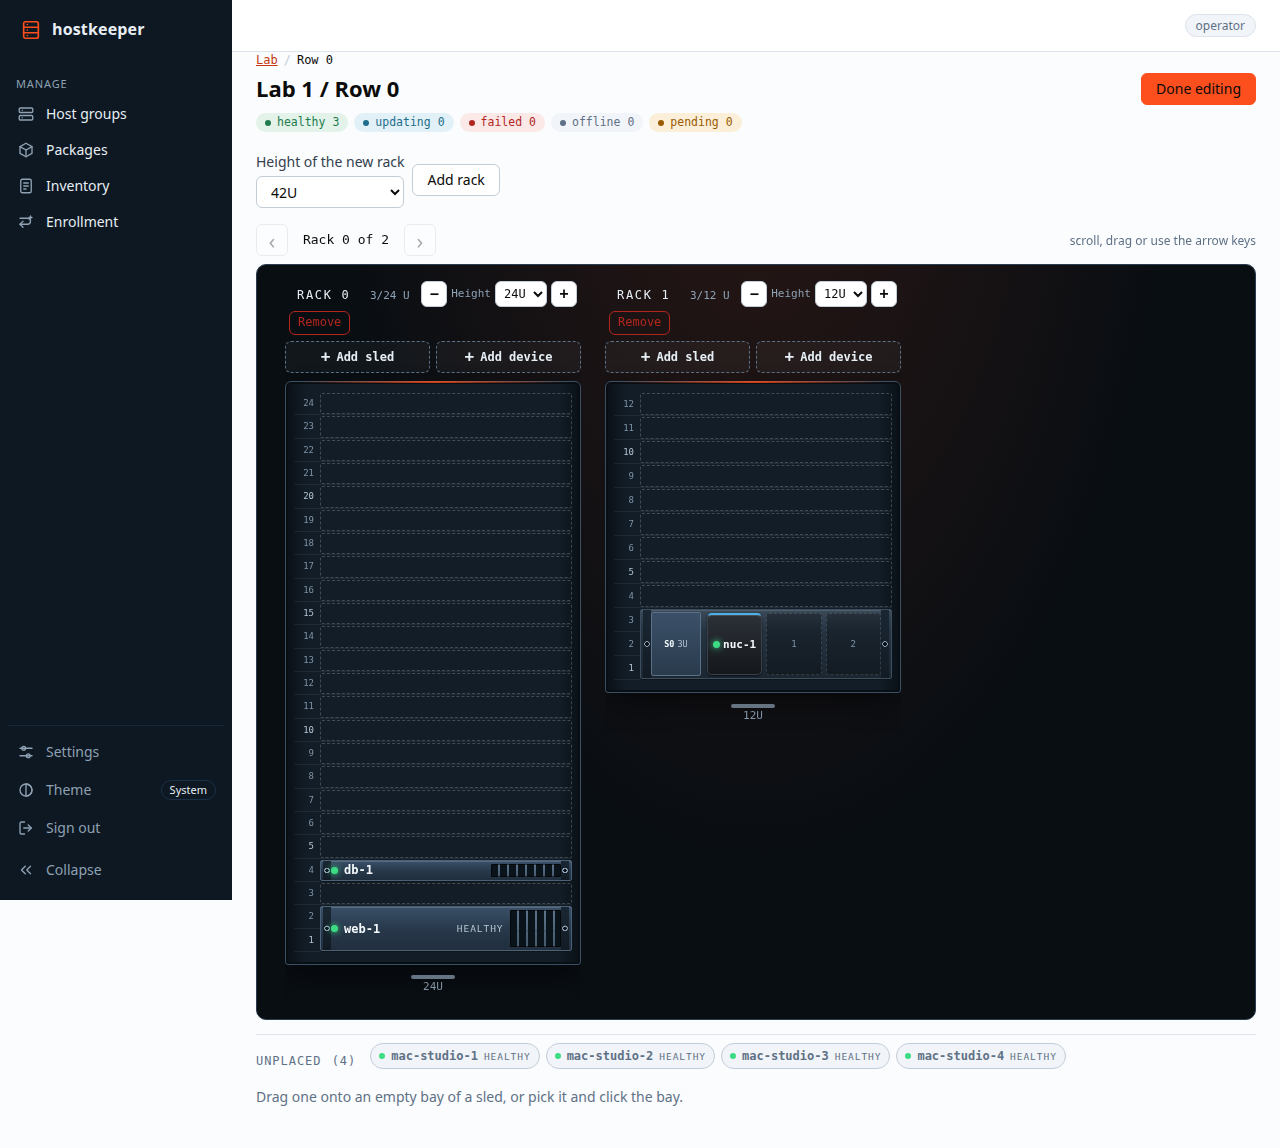 hostkeeper
operator
MANAGE
Host groups
Packages
Inventory
Enrollment
Settings
Theme System
Sign out
Collapse
Lab / Row 0
Lab 1 / Row 0
Done editing
healthy 3 updating 0 failed 0 offline 0 pending 0
Height of the new rack
42U Add rack
‹ Rack 0 of 2 ›
scroll, drag or use the arrow keys
RACK 0 3/24 U − Height 24U +
Remove
+ Add sled + Add device
24
23
22
21
20
19
18
17
16
15
14
13
12
11
10
9
8
7
6
5
4 db-1
3
2
web-1 HEALTHY
1
24U
RACK 1 3/12 U − Height 12U +
Remove
+ Add sled + Add device
12
11
10
9
8
7
6
5
4
3
2 S0 3U nuc-1 1 2
1
12U
UNPLACED (4) mac-studio-1 HEALTHY mac-studio-2 HEALTHY mac-studio-3 HEALTHY mac-studio-4 HEALTHY
Drag one onto an empty bay of a sled, or pick it and click the bay.